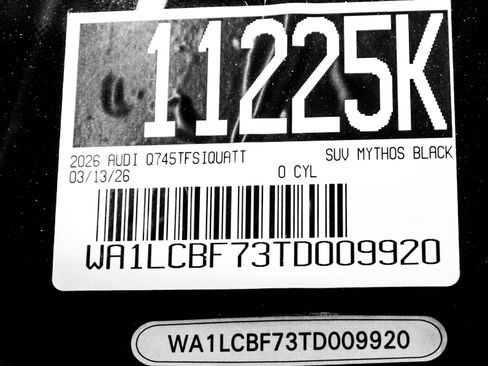 11225K
2026 AUDI Q745TFSIQUATT SUV MYTHOS BLACK
03/13/26 0 CYL
WA1LCBF73TD009920
WA1LCBF73TD009920